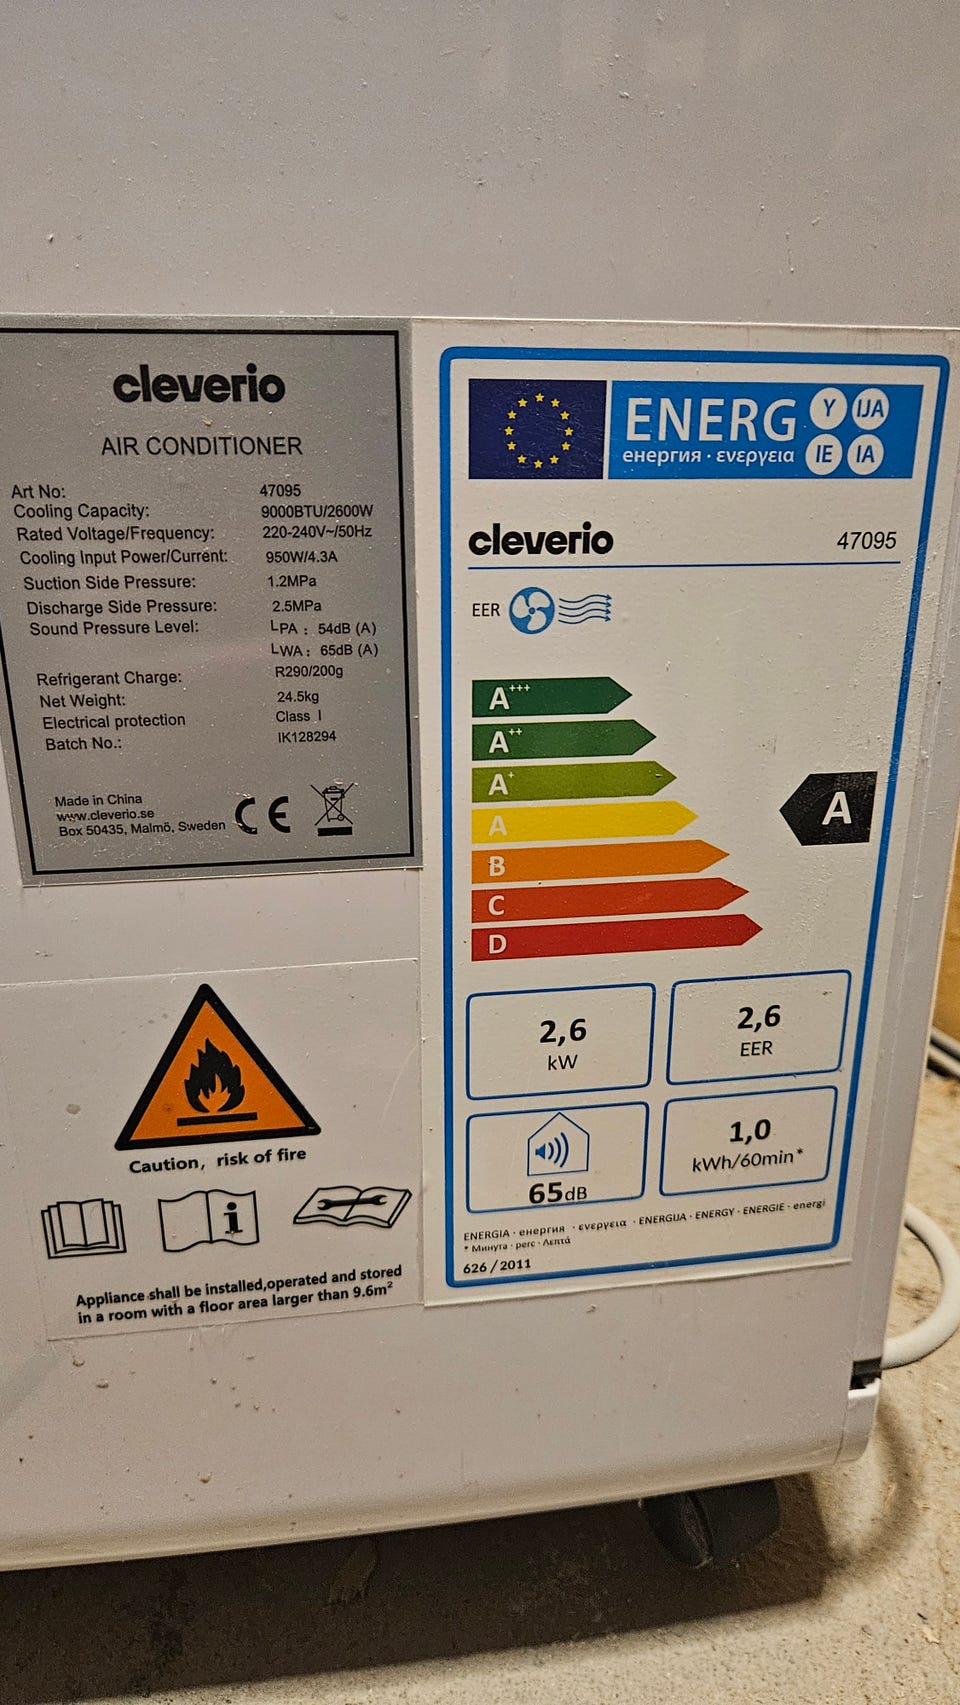 cleverio
AIR CONDITIONER
Art No: 47095
Cooling Capacity: 9000BTU/2600W
Rated Voltage/Frequency: 220-240V~/50Hz
Cooling Input Power/Current: 950W/4.3A
Suction Side Pressure: 1.2MPa
Discharge Side Pressure: 2.5MPa
Sound Pressure Level: LPA : 54dB (A)
LWA : 65dB (A)
Refrigerant Charge: R290/200g
Net Weight: 24.5kg
Electrical protection Class I
Batch No.: IK128294
Made in China
www.cleverio.se
Box 50435, Malmö, Sweden
CE
Caution, risk of fire
i
Appliance shall be installed,operated and stored
in a room with a floor area larger than 9.6m²
ENERG Y IJA
енергия · ενεργεια IE IA
cleverio 47095
EER
A+++
A++
A+
A
B
C
D
A
2,6
kW
2,6
EER
65dB
1,0
kWh/60min*
ENERGIA · енергия · ενεργεια · ENERGIJA · ENERGY · ENERGIE · energi
* Минута · perc · Λεπτά
626 / 2011